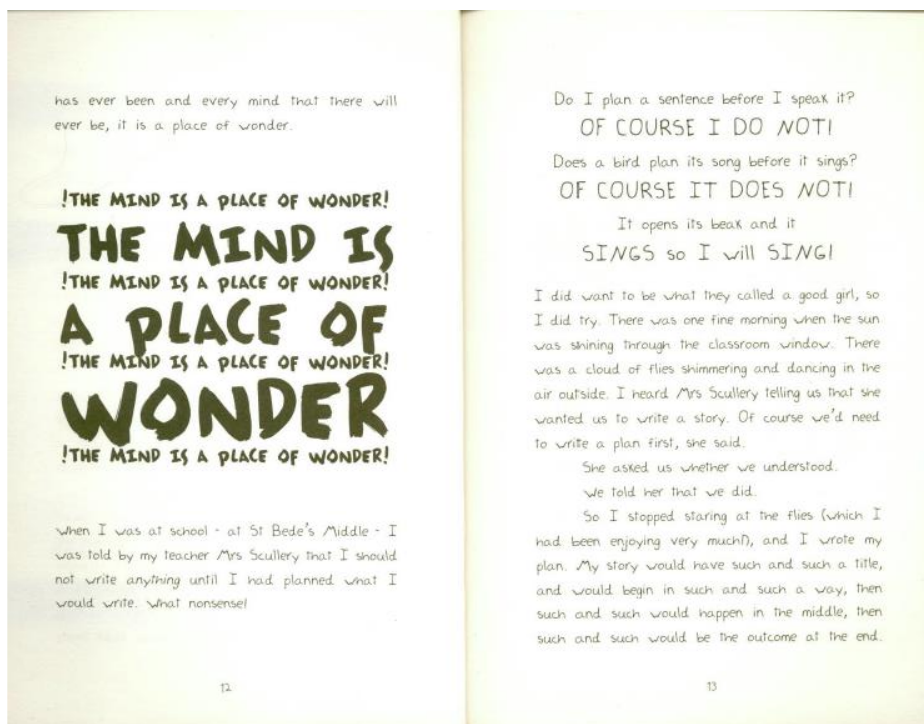 has ever been and every mind that there will
ever be, it is a place of wonder.
!THE MIND IS A PLACE OF WONDER!
THE MIND IS
!THE MIND IS A PLACE OF WONDER!
A PLACE OF
!THE MIND IS A PLACE OF WONDER!
WONDER
!THE MIND IS A PLACE OF WONDER!
When I was at school - at St Bede's Middle - I
was told by my teacher Mrs Scullery that I should
not write anything until I had planned what I
would write. What nonsense!
12
Do I plan a sentence before I speak it?
OF COURSE I DO NOT!
Does a bird plan its song before it sings?
OF COURSE IT DOES NOT!
It opens its beak and it
SINGS so I will SING!
I did want to be what they called a good girl, so
I did try. There was one fine morning when the sun
was shining through the classroom window. There
was a cloud of flies shimmering and dancing in the
air outside. I heard Mrs Scullery telling us that she
wanted us to write a story. Of course we'd need
to write a plan first, she said.
She asked us whether we understood.
We told her that we did.
So I stopped staring at the flies (which I
had been enjoying very much!), and I wrote my
plan. My story would have such and such a title,
and would begin in such and such a way, then
such and such would happen in the middle, then
such and such would be the outcome at the end.
13